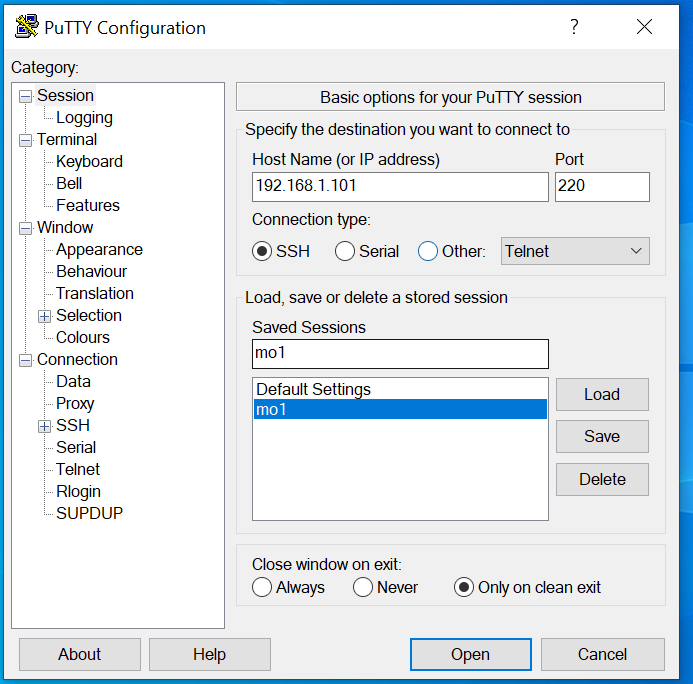 PuTTY Configuration
?
Category:
Session
Logging
Terminal
Keyboard
Bell
Features
Window
Appearance
Behaviour
Translation
Selection
Colours
Connection
Data
Proxy
SSH
Serial
Telnet
Rlogin
SUPDUP
Basic options for your PuTTY session
Specify the destination you want to connect to
Host Name (or IP address) Port
192.168.1.101 220
Connection type:
SSH Serial Other: Telnet
Load, save or delete a stored session
Saved Sessions
mo1
Default Settings
mo1
Load
Save
Delete
Close window on exit:
Always Never Only on clean exit
About Help Open Cancel